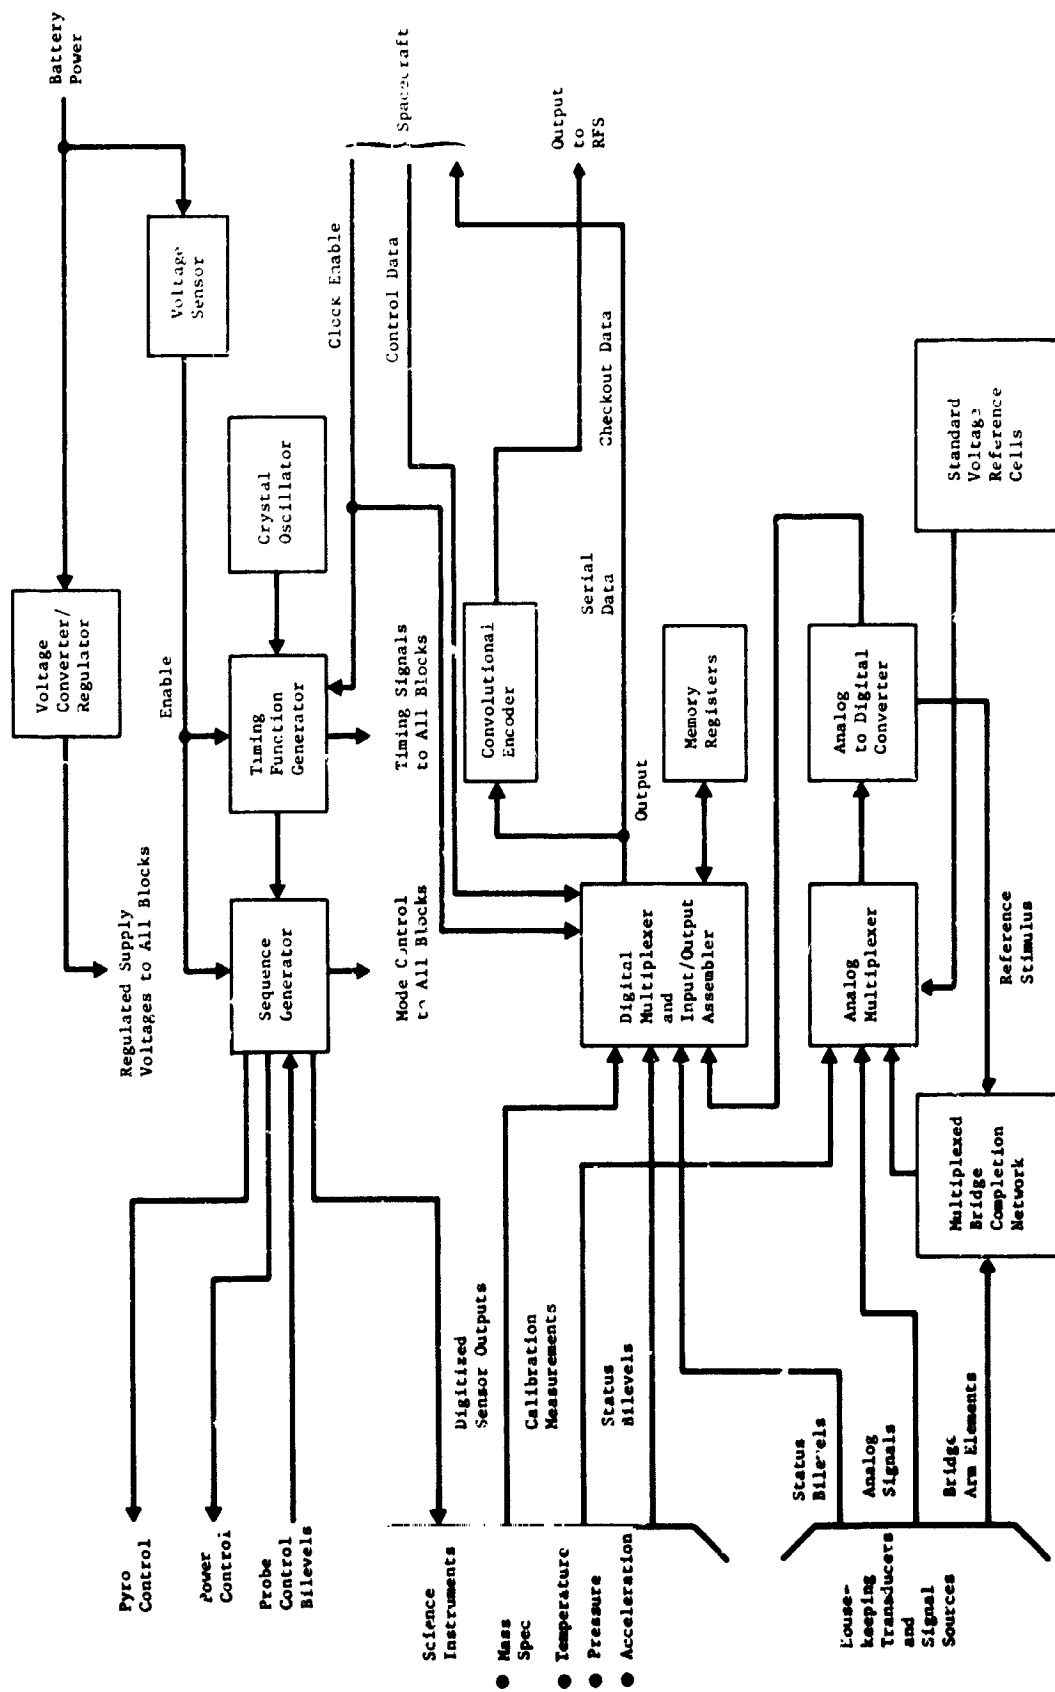 Battery
Power
Voltage
Converter/
Regulator
Voltage
Sensor
Enable
Regulated Supply
Voltages to All Blocks
Crystal
Oscillator
Timing
Function
Generator
Sequence
Generator
Pyro
Control
Power
Control
Probe
Control
Bilevels
Clock Enable
Control Data
Spacecraft
Timing Signals
to All Blocks
Mode Control
to All Blocks
Output
to
RFS
Convolutional
Encoder
Serial
Data
Checkout Data
Output
Memory
Registers
Digital
Multiplexer
and
Input/Output
Assembler
Science
Instruments
● Mass
Spec
● Temperature
● Pressure
● Acceleration
Digitized
Sensor Outputs
Calibration
Measurements
Status
Bilevels
Analog
to Digital
Converter
Analog
Multiplexer
Standard
Voltage
Reference
Cells
Reference
Stimulus
Multiplexed
Bridge
Completion
Network
Status
Bilevels
Analog
Signals
Bridge
Arm Elements
House-
keeping
Tranaducers
and
Signal
Sources